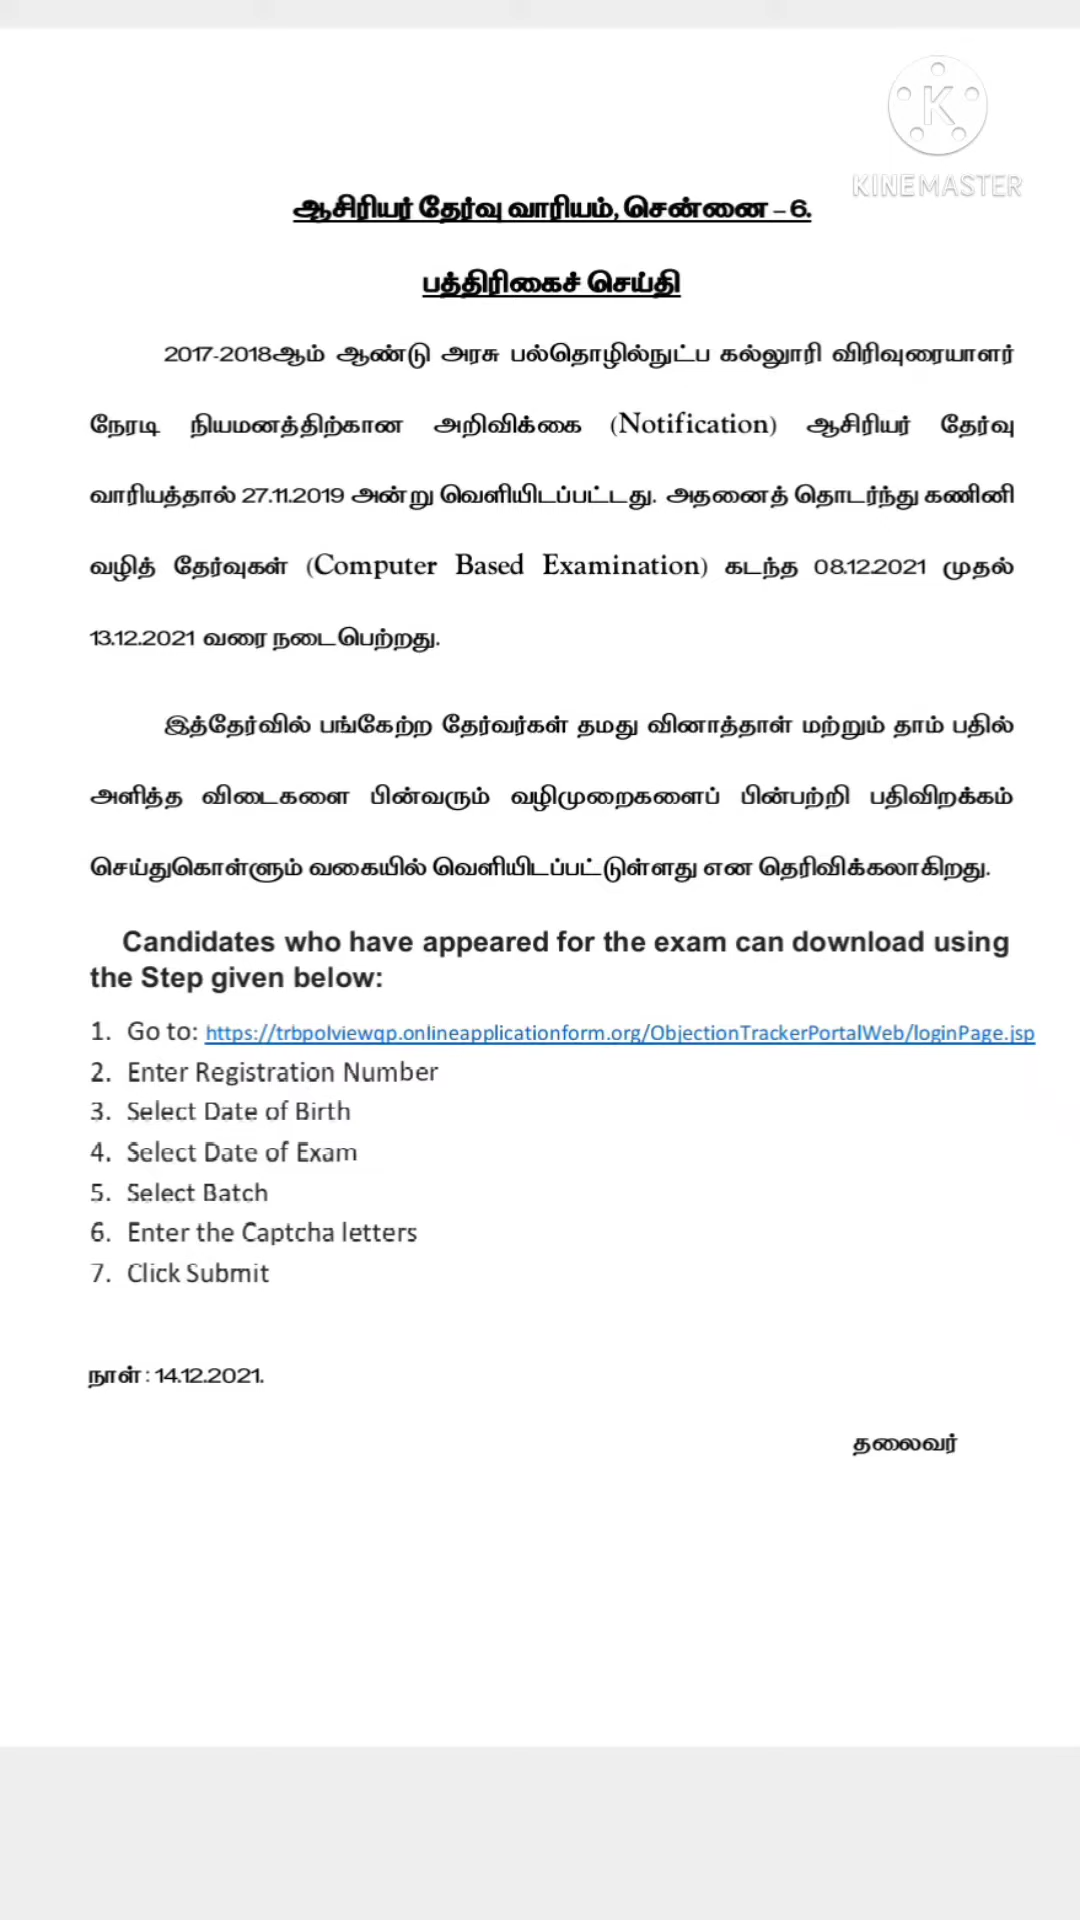 KINEMASTER
ஆசிரியர் தேர்வு வாரியம், சென்னை – 6.
பத்திரிகைச் செய்தி
2017-2018ஆம் ஆண்டு அரசு பல்தொழில்நுட்ப கல்லூரி விரிவுரையாளர்
நேரடி நியமனத்திற்கான அறிவிக்கை (Notification) ஆசிரியர் தேர்வு
வாரியத்தால் 27.11.2019 அன்று வெளியிடப்பட்டது. அதனைத் தொடர்ந்து கணினி
வழித் தேர்வுகள் (Computer Based Examination) கடந்த 08.12.2021 முதல்
13.12.2021 வரை நடைபெற்றது.
இத்தேர்வில் பங்கேற்ற தேர்வர்கள் தமது வினாத்தாள் மற்றும் தாம் பதில்
அளித்த விடைகளை பின்வரும் வழிமுறைகளைப் பின்பற்றி பதிவிறக்கம்
செய்துகொள்ளும் வகையில் வெளியிடப்பட்டுள்ளது என தெரிவிக்கலாகிறது.
Candidates who have appeared for the exam can download using
the Step given below:
1. Go to: https://trbpolviewqp.onlineapplicationform.org/ObjectionTrackerPortalWeb/loginPage.jsp
2. Enter Registration Number
3. Select Date of Birth
4. Select Date of Exam
5. Select Batch
6. Enter the Captcha letters
7. Click Submit
நாள் : 14.12.2021.
தலைவர்